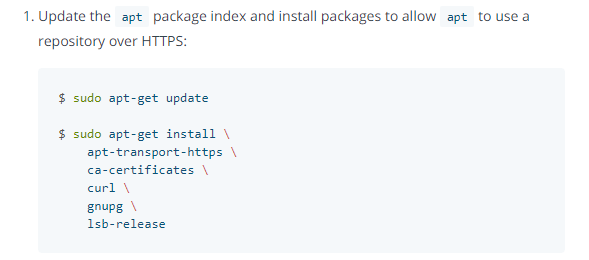 1. Update the apt package index and install packages to allow apt to use a
repository over HTTPS:
$ sudo apt-get update
$ sudo apt-get install \
apt-transport-https \
ca-certificates \
curl \
gnupg \
lsb-release